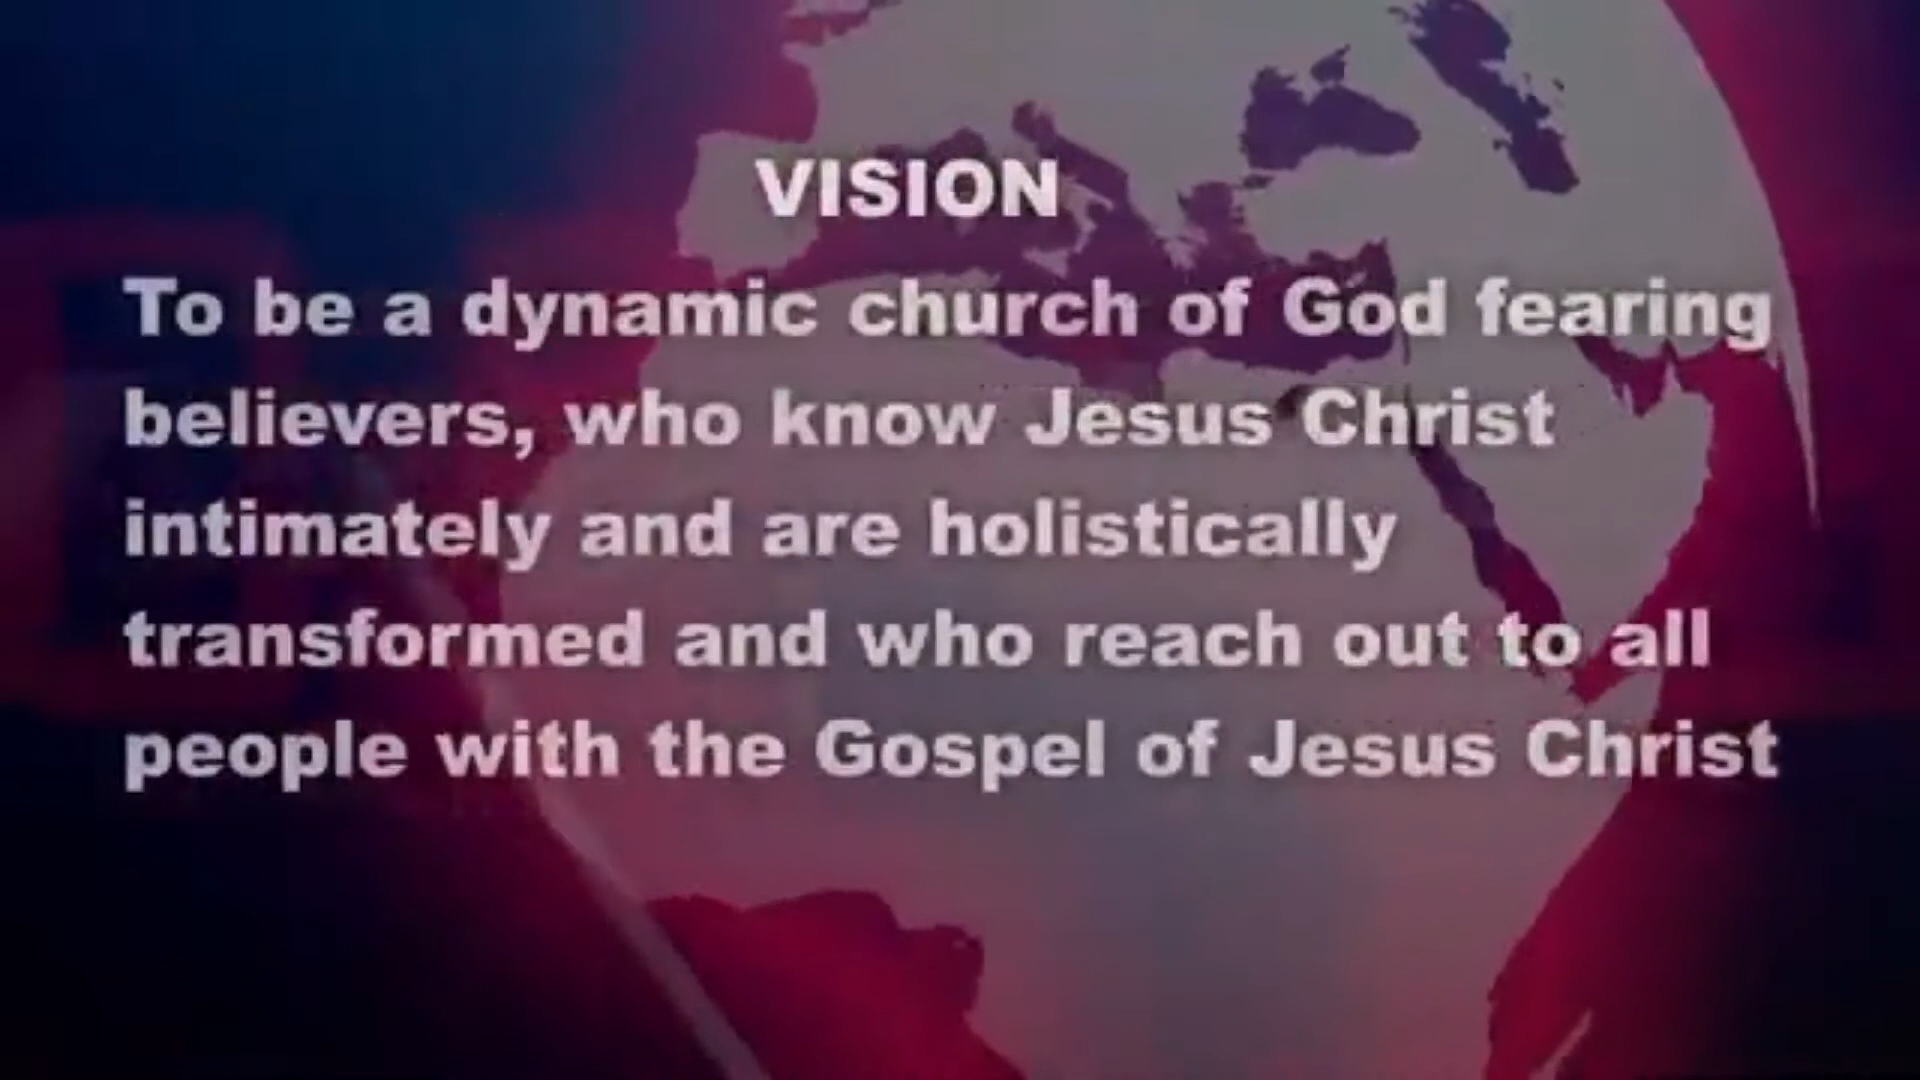 VISION
To be a dynamic church of God fearing
believers, who know Jesus Christ
intimately and are holistically
transformed and who reach out to all
people with the Gospel of Jesus Christ